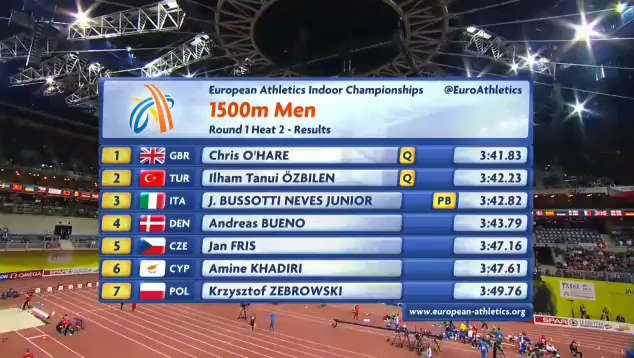 European Athletics Indoor Championships @EuroAthletics
1500m Men
Round 1 Heat 2 - Results
1 GBR Chris O'HARE Q 3:41.83
2 TUR Ilham Tanui ÖZBILEN Q 3:42.23
3 ITA J. BUSSOTTI NEVES JUNIOR PB 3:42.82
4 DEN Andreas BUENO 3:43.79
5 CZE Jan FRIS 3:47.16
6 CYP Amine KHADIRI 3:47.61
7 POL Krzysztof ZEBROWSKI 3:49.76
www.european-athletics.org
SPAR